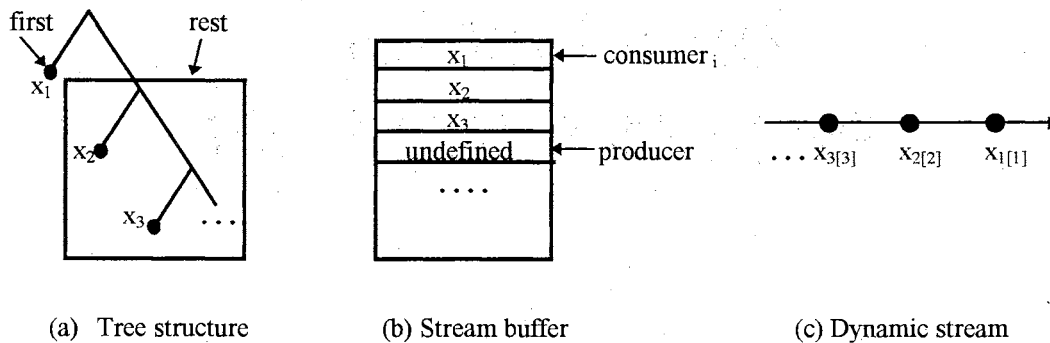 first
rest
x₁
x₂
x₃
....
x₁
x₂
x₃
undefined
....
consumer i
producer
.... x₃[3] x₂[2] x₁[1]
(a) Tree structure
(b) Stream buffer
(c) Dynamic stream